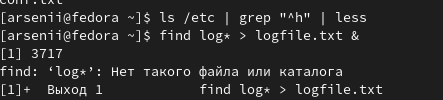 [arsenii@fedora ~]$ ls /etc | grep "^h" | less
[arsenii@fedora ~]$ find log* > logfile.txt &
[1] 3717
find: ‘log*’: Нет такого файла или каталога
[1]+  Выход 1            find log* > logfile.txt